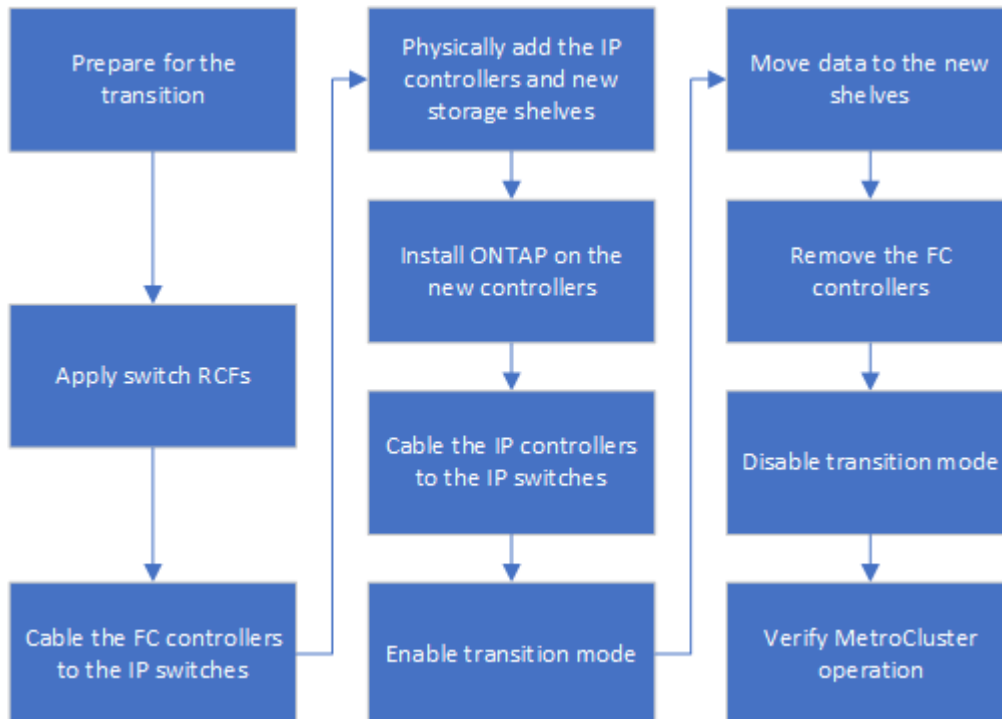 Prepare for the
transition
Apply switch RCFs
Cable the FC controllers
to the IP switches
Physically add the IP
controllers and new
storage shelves
Install ONTAP on the
new controllers
Cable the IP controllers
to the IP switches
Enable transition mode
Move data to the new
shelves
Remove the FC
controllers
Disable transition mode
Verify MetroCluster
operation